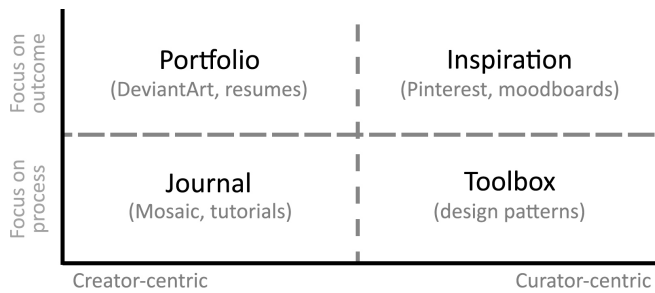 Focus on
outcome
Portfolio
(DeviantArt, resumes)
Inspiration
(Pinterest, moodboards)
Focus on
process
Journal
(Mosaic, tutorials)
Toolbox
(design patterns)
Creator-centric
Curator-centric